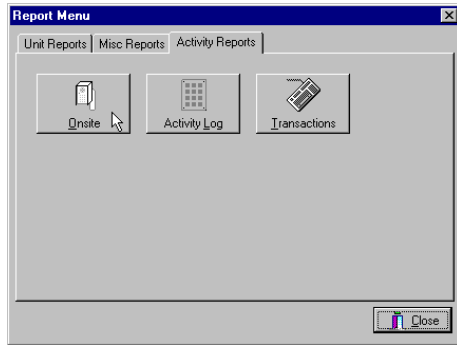 Report Menu
Unit Reports Misc Reports Activity Reports
Onsite Activity Log Transactions
Close